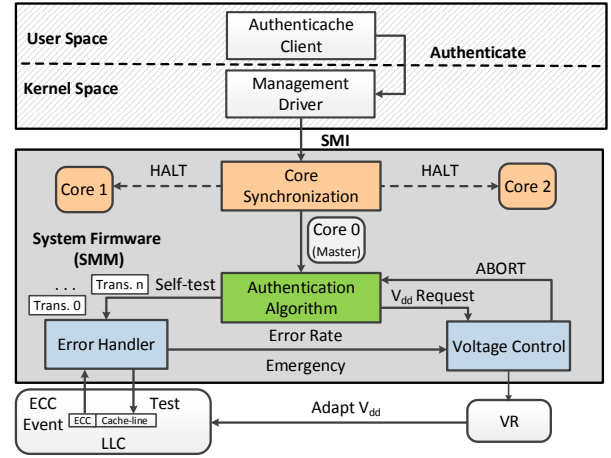 User Space
Authenticache
Client
Authenticate
Kernel Space
Management
Driver
SMI
Core 1
HALT
Core
Synchronization
HALT
Core 2
Core 0
(Master)
System Firmware
(SMM)
. . .
Trans. n
Trans. 0
Self-test
Authentication
Algorithm
ABORT
Vdd Request
Error Handler
Error Rate
Emergency
Voltage Control
ECC
Event
Test
ECC
Cache-line
LLC
Adapt Vdd
VR